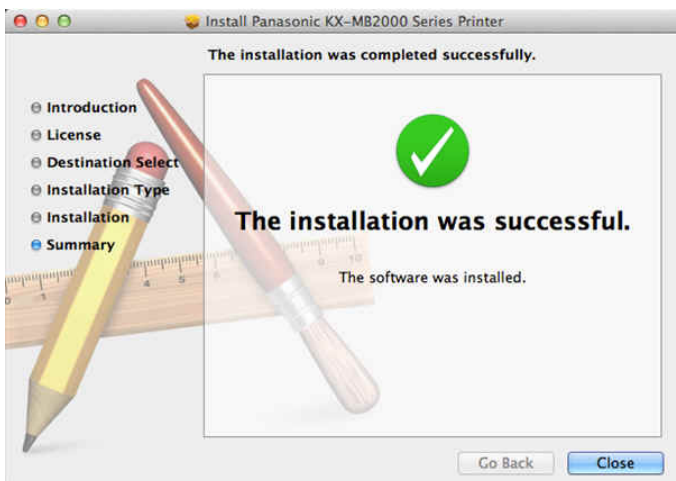 Install Panasonic KX-MB2000 Series Printer
The installation was completed successfully.
Introduction
License
Destination Select
Installation Type
Installation
Summary
The installation was successful.
The software was installed.
Go Back
Close